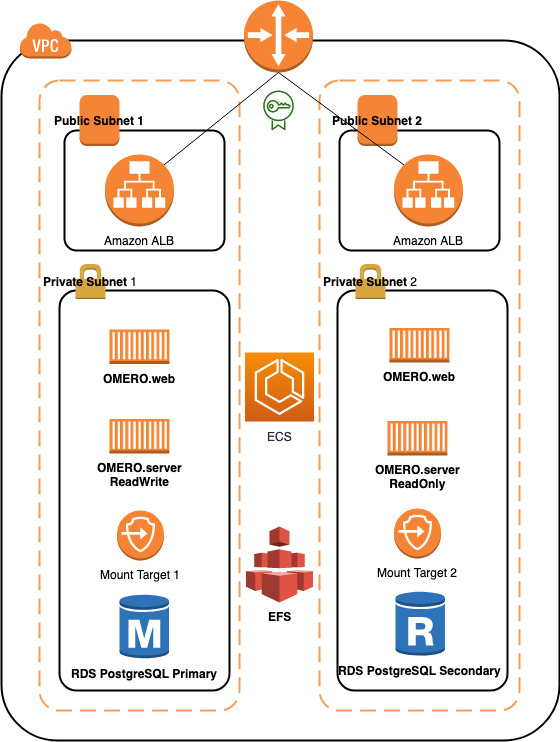 VPC
Public Subnet 1
Public Subnet 2
Amazon ALB
Amazon ALB
Private Subnet 1
Private Subnet 2
OMERO.web
OMERO.web
ECS
OMERO.server
ReadWrite
OMERO.server
ReadOnly
Mount Target 1
Mount Target 2
EFS
M
R
RDS PostgreSQL Primary
RDS PostgreSQL Secondary